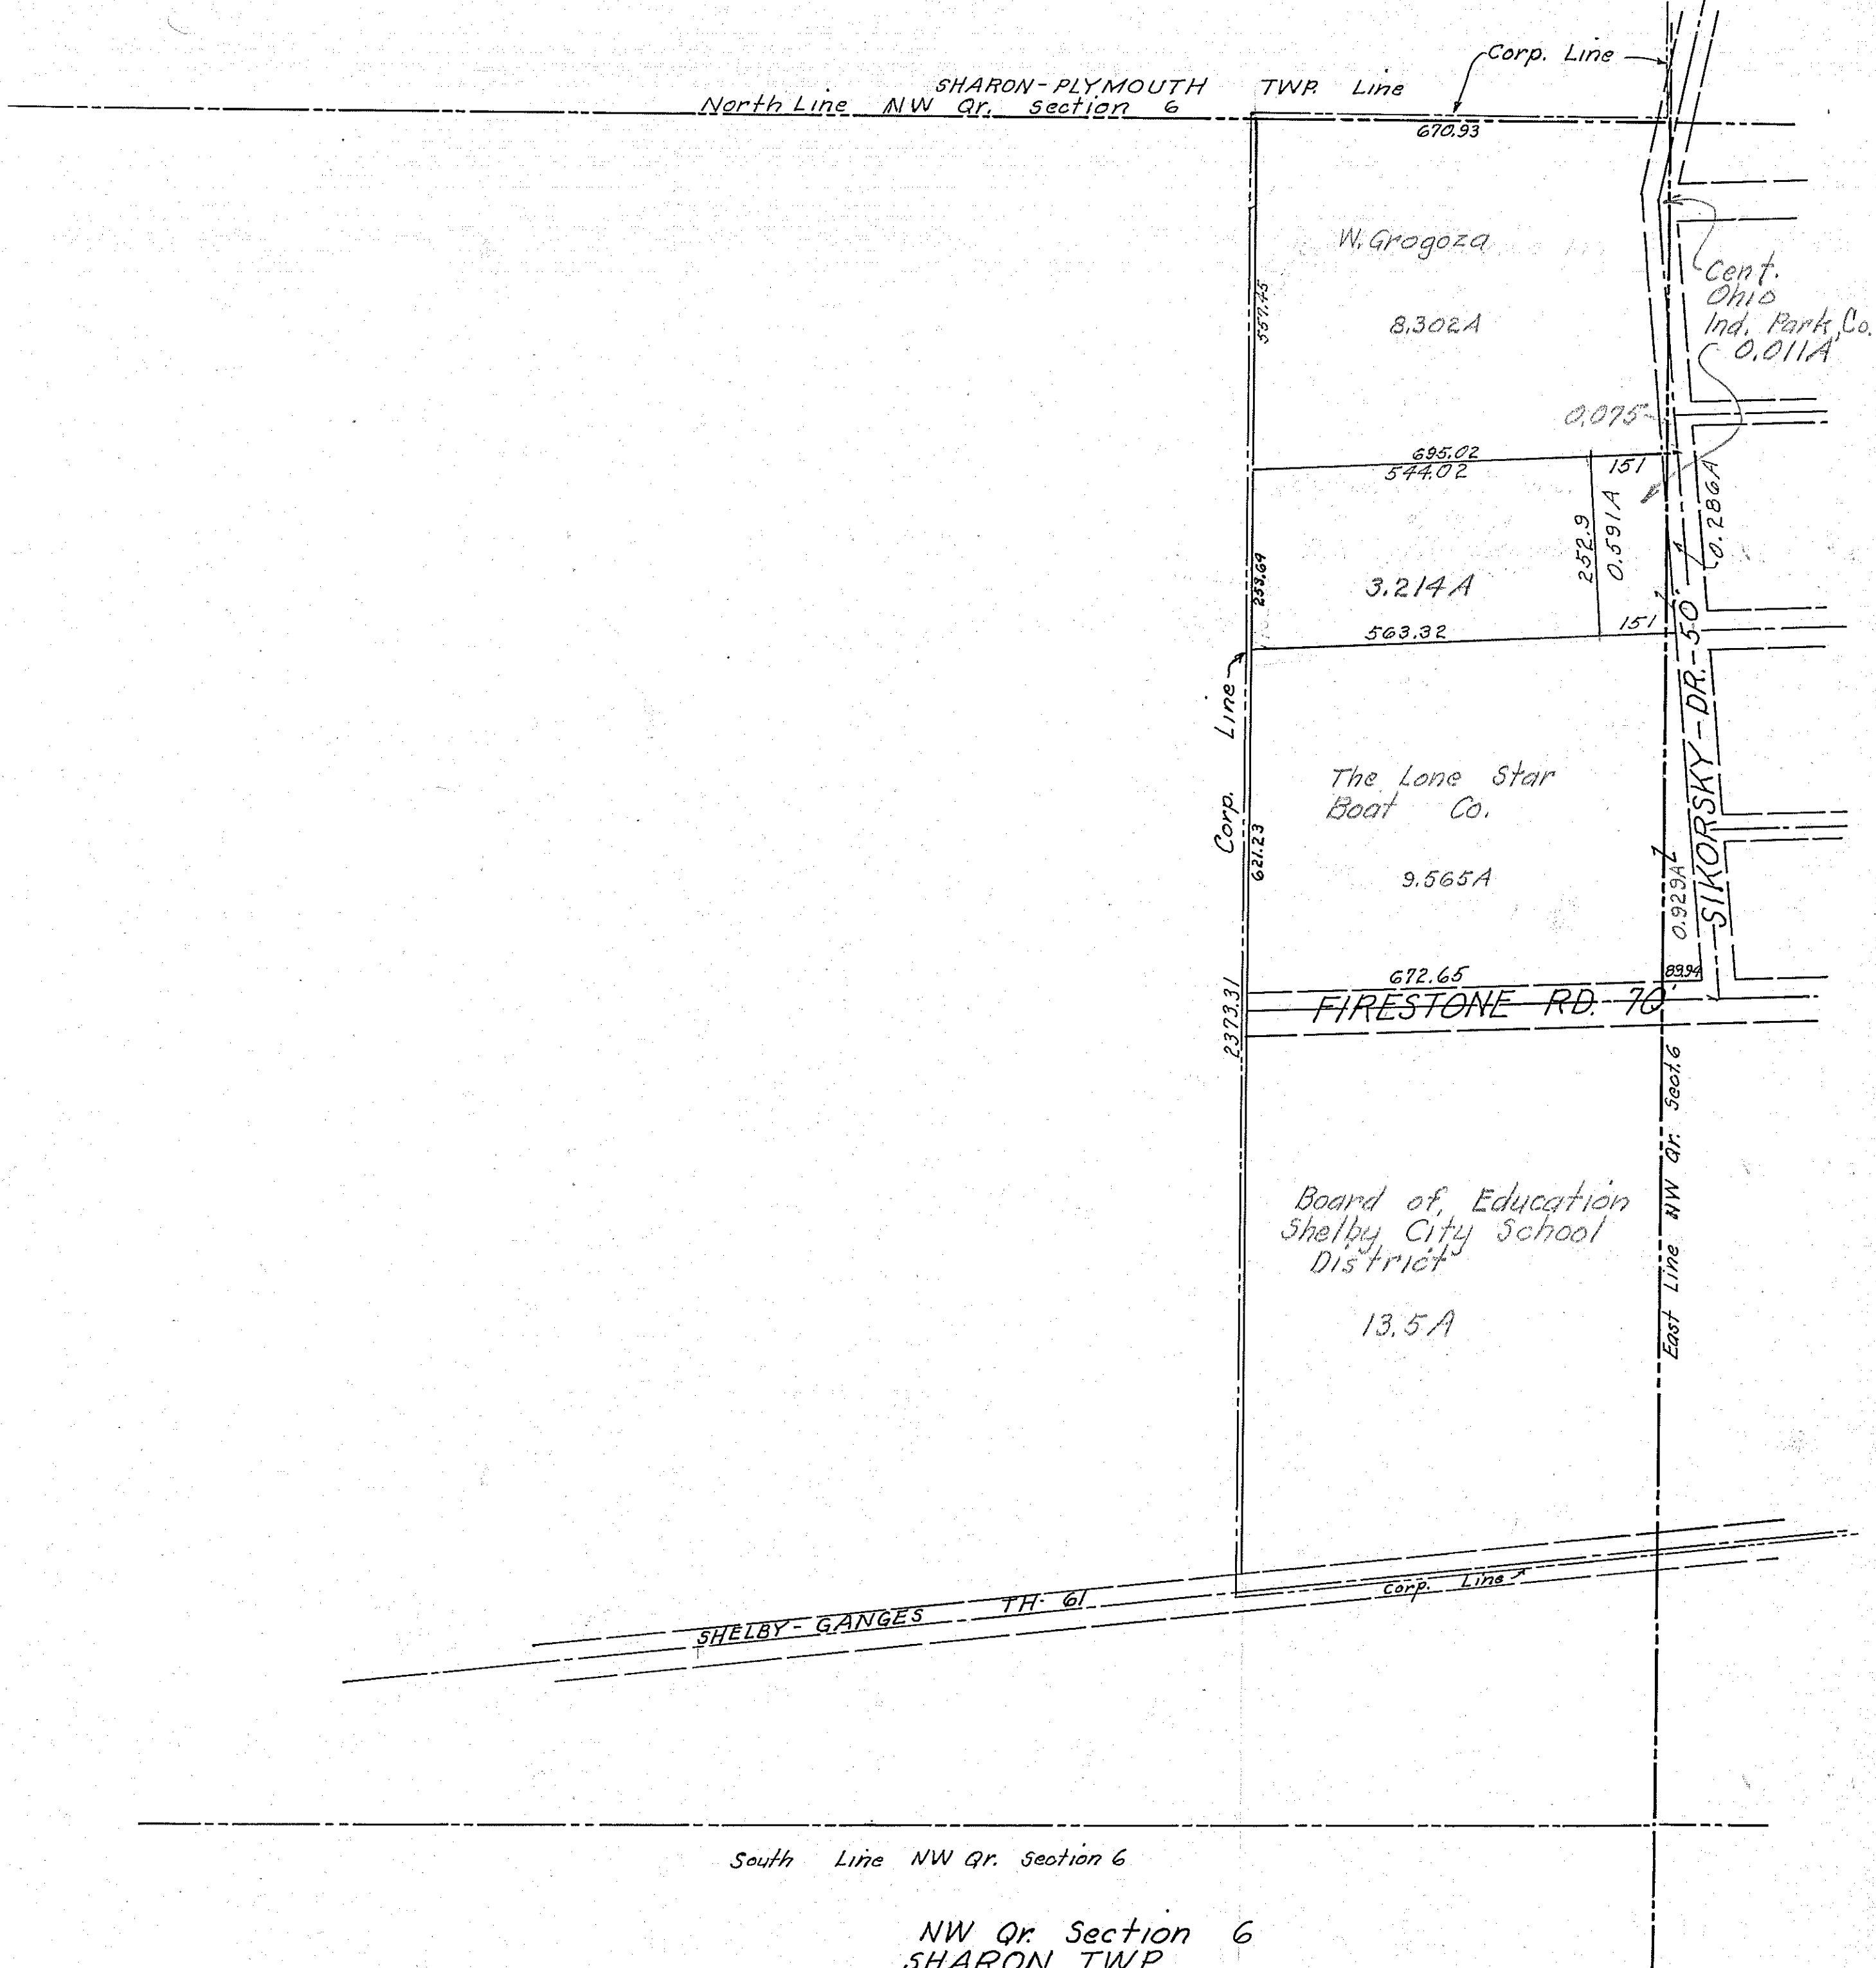 Corp. Line
SHARON-PLYMOUTH TWP. Line
North Line NW Qr. Section 6
670.93
W. Grogoza
8.302A
557.45
Cent.
Ohio
Ind. Park, Co.
0.011A
0.075
695.02
544.02
151
252.9
0.591A
0.286A
253.64
3.214A
563.32
151
Corp. Line
The Lone Star
Boat Co.
9.565A
621.23
SIKORSKY-DR.-50'
0.929A
672.65
89.94
FIRESTONE RD. 70'
2373.31
East Line NW Qr. Sect. 6
Board of, Education
Shelby City School
District
13.5A
Corp. Line
SHELBY-GANGES TH-61
South Line NW Qr. Section 6
NW Qr. Section 6
SHARON TWP